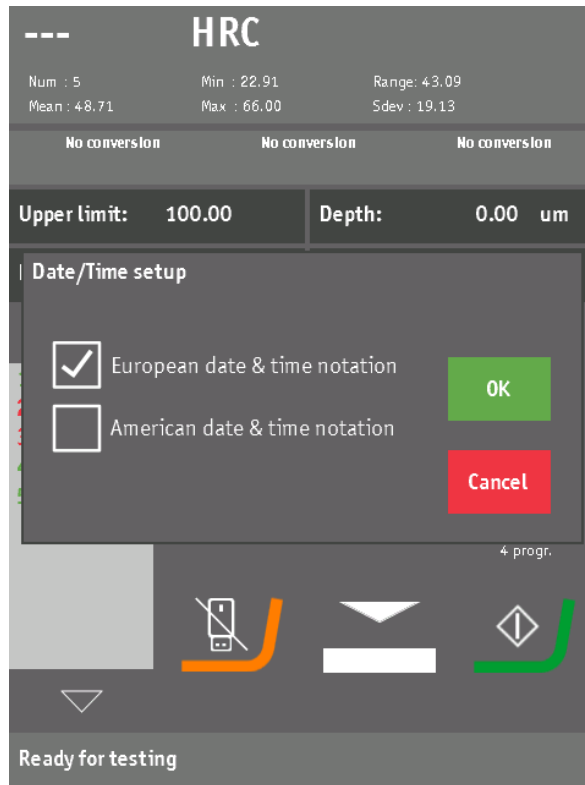 --- HRC
Num : 5 Min : 22.91 Range: 43.09
Mean : 48.71 Max : 66.00 Sdev : 19.13
No conversion No conversion No conversion
Upper limit: 100.00 Depth: 0.00 um
Date/Time setup
European date & time notation
OK
American date & time notation
Cancel
4 progr.
Ready for testing